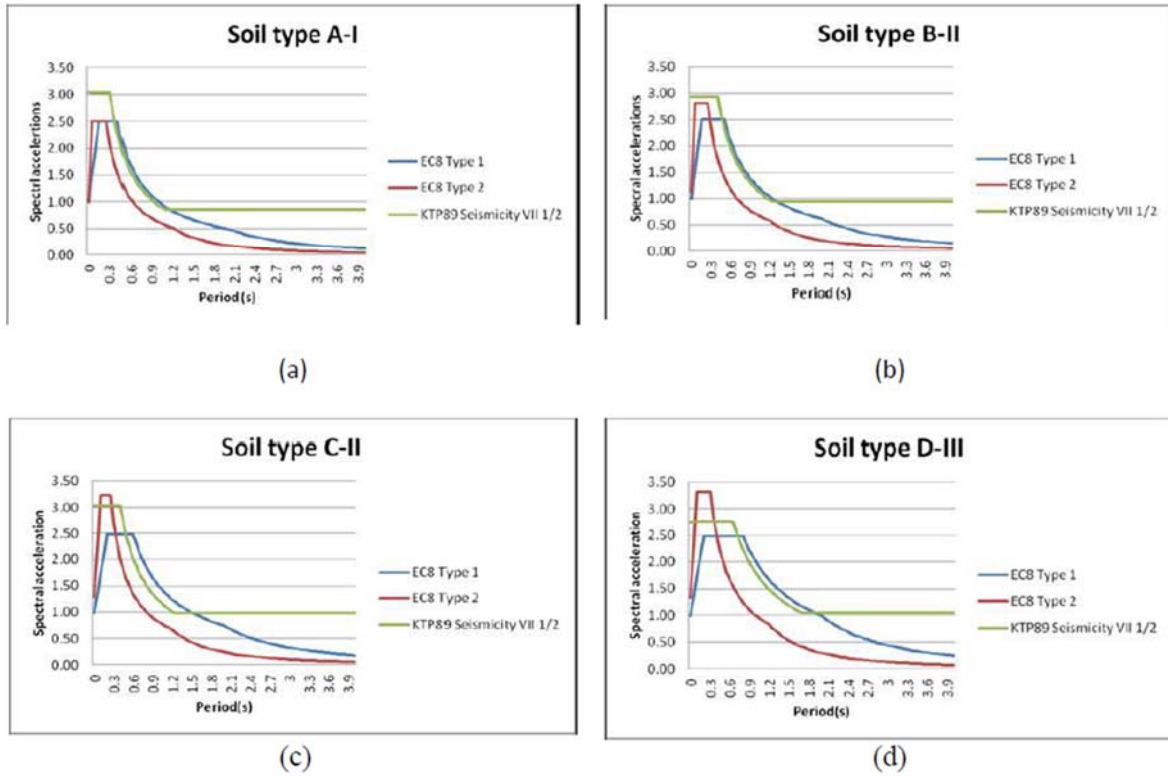 Soil type A-I
3.50
3.00
2.50
2.00
1.50
1.00
0.50
0.00
Spectrl accelertions
0 0.3 0.6 0.9 1.2 1.5 1.8 2.1 2.4 2.7 3 3.3 3.6 3.9
Period (s)
EC8 Type 1
EC8 Type 2
KTP89 Seismicity VII 1/2
(a)
Soil type B-II
3.50
3.00
2.50
2.00
1.50
1.00
0.50
0.00
Specral accelerations
0 0.3 0.6 0.9 1.2 1.5 1.8 2.1 2.4 2.7 3 3.3 3.6 3.9
Period (s)
EC8 Type 1
EC8 Type 2
KTP89 Seismicity VII 1/2
(b)
Soil type C-II
3.50
3.00
2.50
2.00
1.50
1.00
0.50
0.00
Spectral acceleration
0 0.3 0.6 0.9 1.2 1.5 1.8 2.1 2.4 2.7 3 3.3 3.6 3.9
Period(s)
EC8 Type 1
EC8 Type 2
KTP89 Seismicity VII 1/2
(c)
Soil type D-III
3.50
3.00
2.50
2.00
1.50
1.00
0.50
0.00
Spectral acceleration
0 0.3 0.6 0.9 1.2 1.5 1.8 2.1 2.4 2.7 3 3.3 3.6 3.9
Period(s)
EC8 Type 1
EC8 Type 2
KTP89 Seismicity VII 1/2
(d)